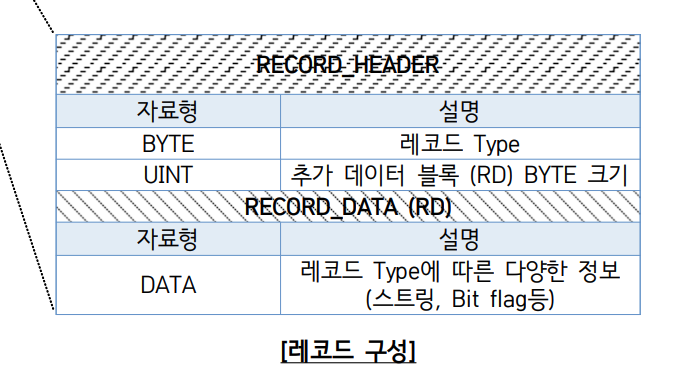 RECORD_HEADER
자료형 설명
BYTE 레코드 Type
UINT 추가 데이터 블록 (RD) BYTE 크기
RECORD_DATA (RD)
자료형 설명
DATA 레코드 Type에 따른 다양한 정보
(스트링, Bit flag등)
[레코드 구성]